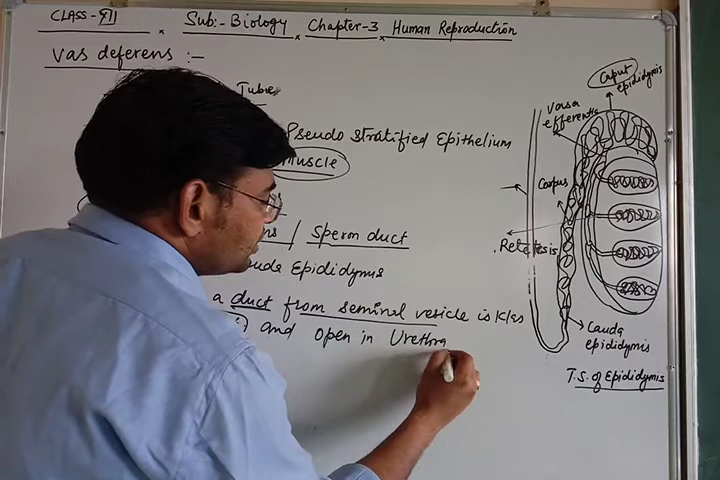 CLASS-XII Sub:- Biology Chapter-3 Human Reproduction
Vas deferens :-
Tube
Pseudo stratified Epithelium
Muscle
/ Sperm duct
Epididymis
a duct from seminal vesicle is k/as
and open in Urethra
Caput epididymis
Vasa efferentia
Corpus
Rete testis
Cauda epididymis
T.S. of Epididymis